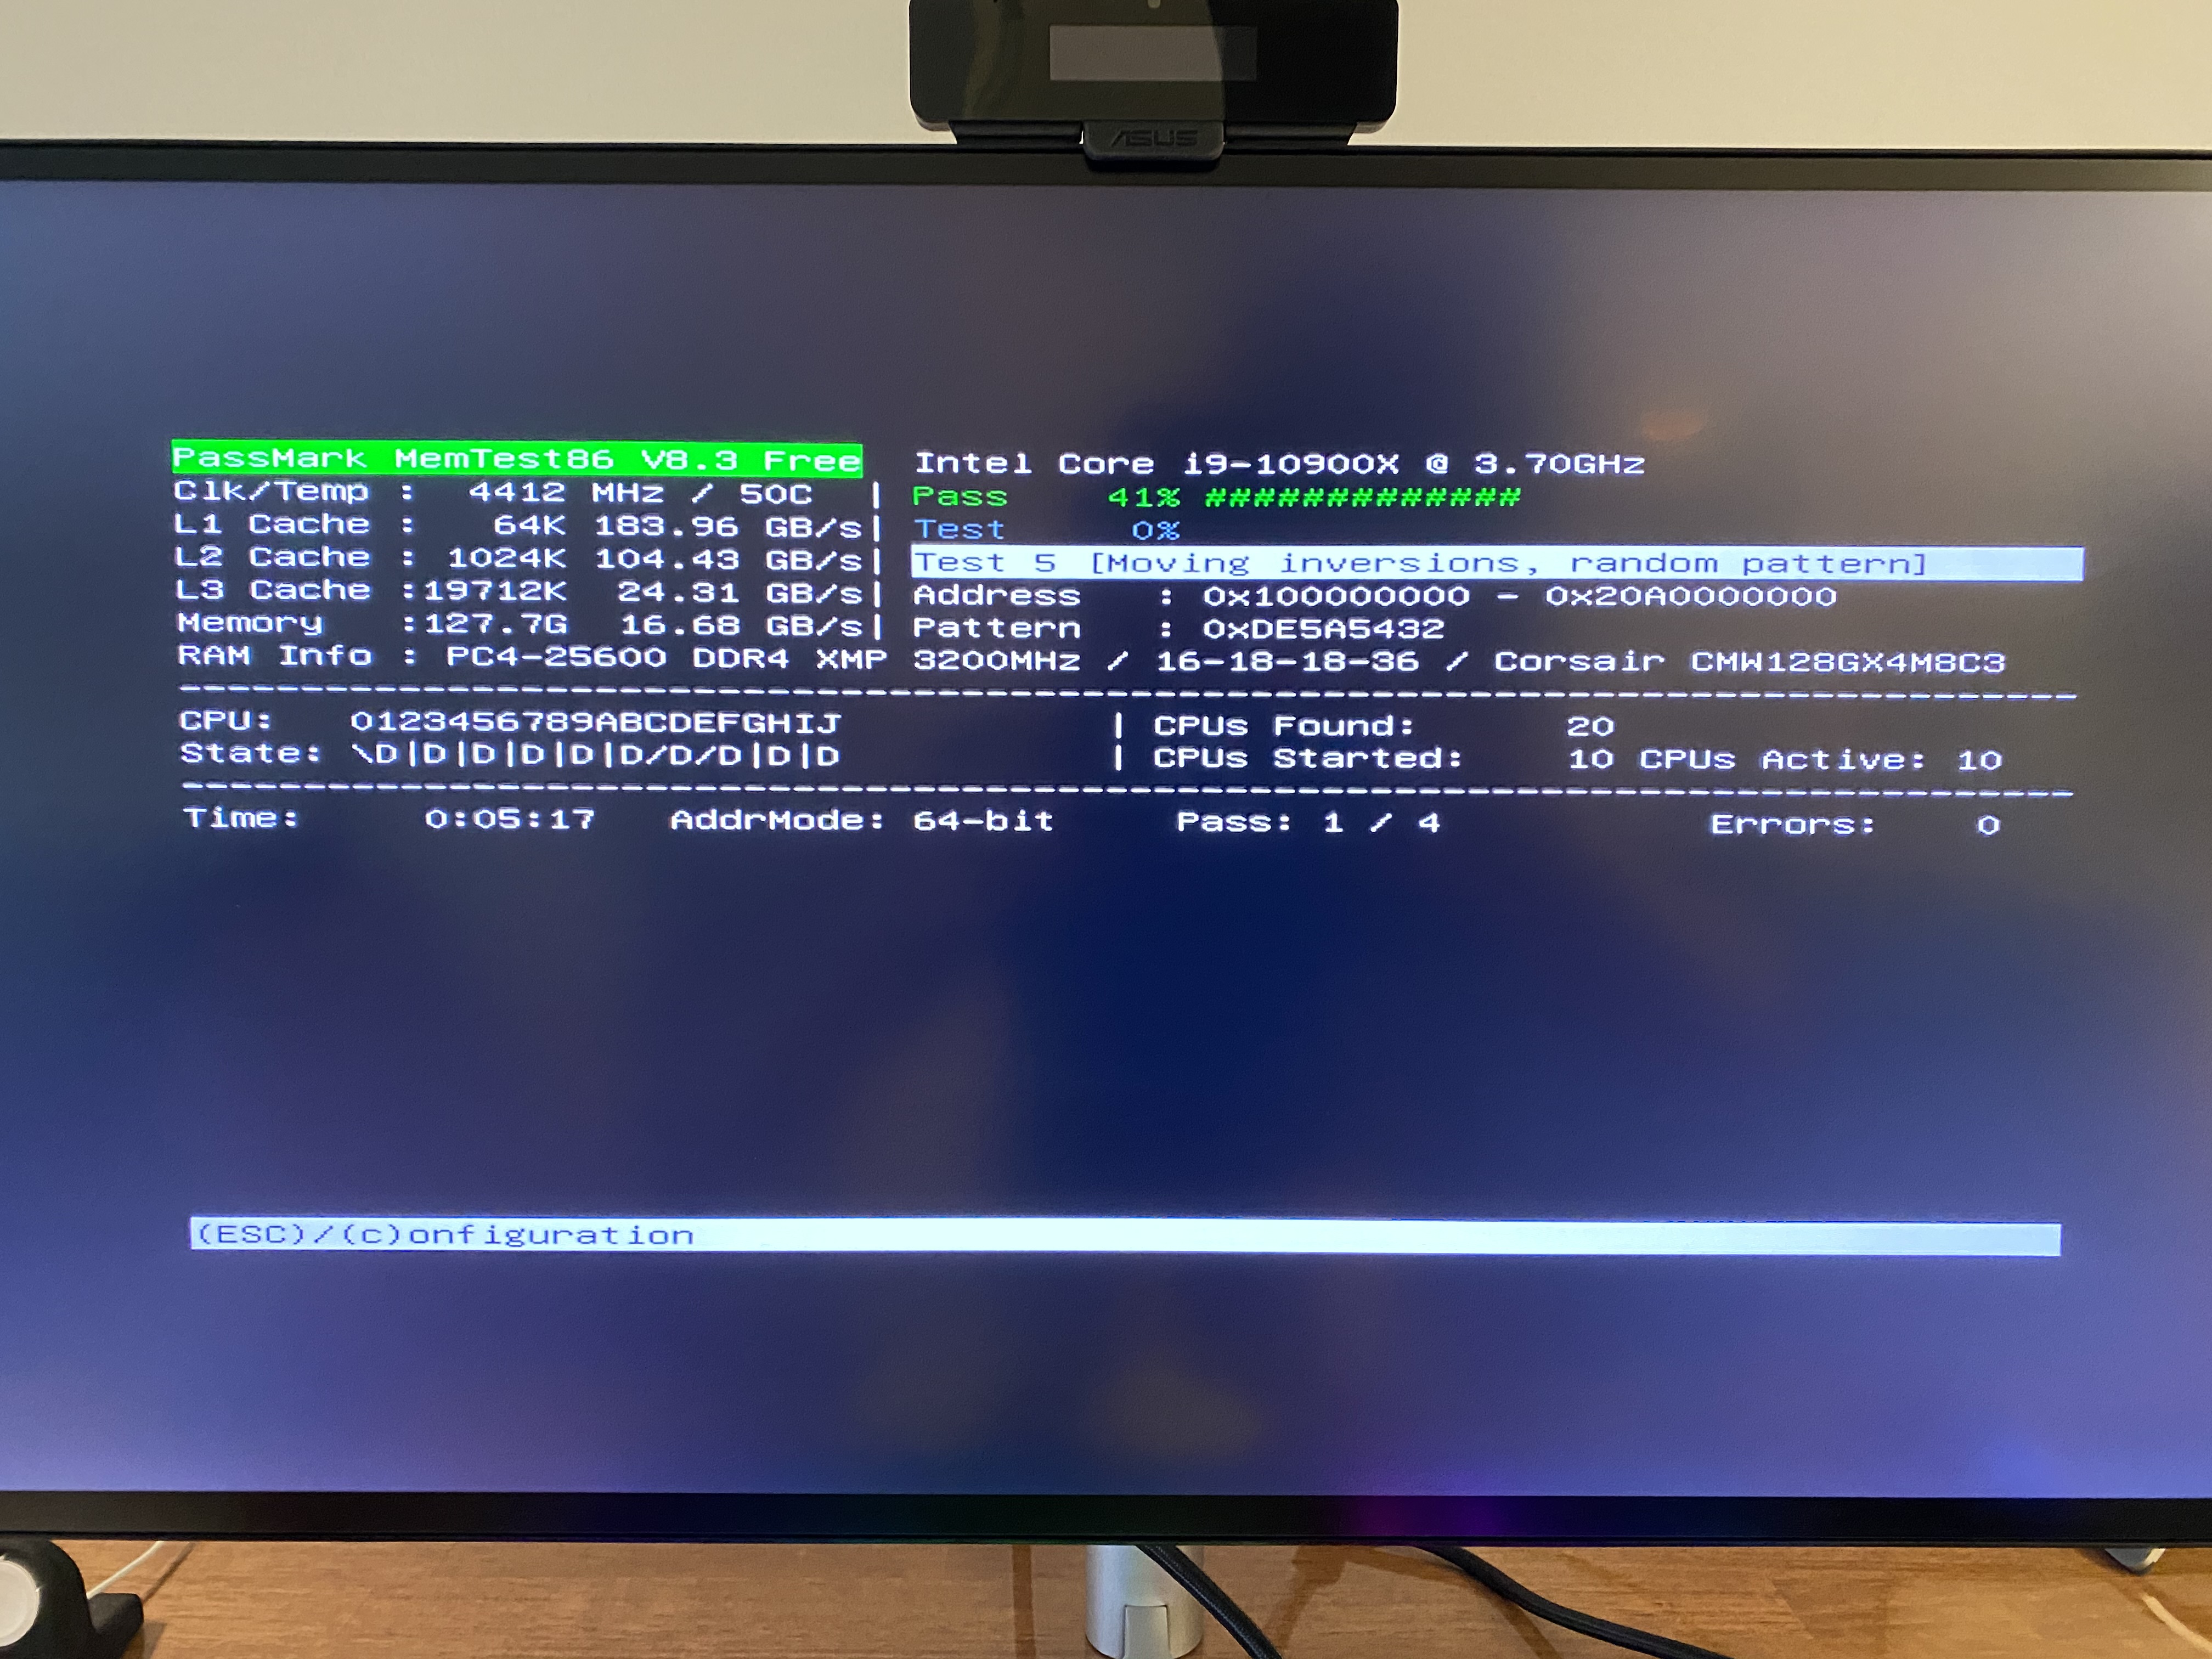 ASUS
PassMark MemTest86 V8.3 Free   Intel Core i9-10900X @ 3.70GHz
Clk/Temp :  4412 MHz / 50C  | Pass    41% #############
L1 Cache :   64K 183.96 GB/s| Test     0%
L2 Cache : 1024K 104.43 GB/s| Test 5 [Moving inversions, random pattern]
L3 Cache :19712K  24.31 GB/s| Address   : 0x100000000 - 0x20A0000000
Memory   :127.7G  16.68 GB/s| Pattern   : 0xDE5A5432
RAM Info : PC4-25600 DDR4 XMP 3200MHz / 16-18-18-36 / Corsair CMW128GX4M8C3
------------------------------------------------------------------------------
CPU:   0123456789ABCDEFGHIJ           | CPUs Found:      20
State: \D|D|D|D|D|D/D/D|D|D           | CPUs Started:    10 CPUs Active: 10
------------------------------------------------------------------------------
Time:     0:05:17   AddrMode: 64-bit     Pass: 1 / 4           Errors:    0
(ESC)/(c)onfiguration